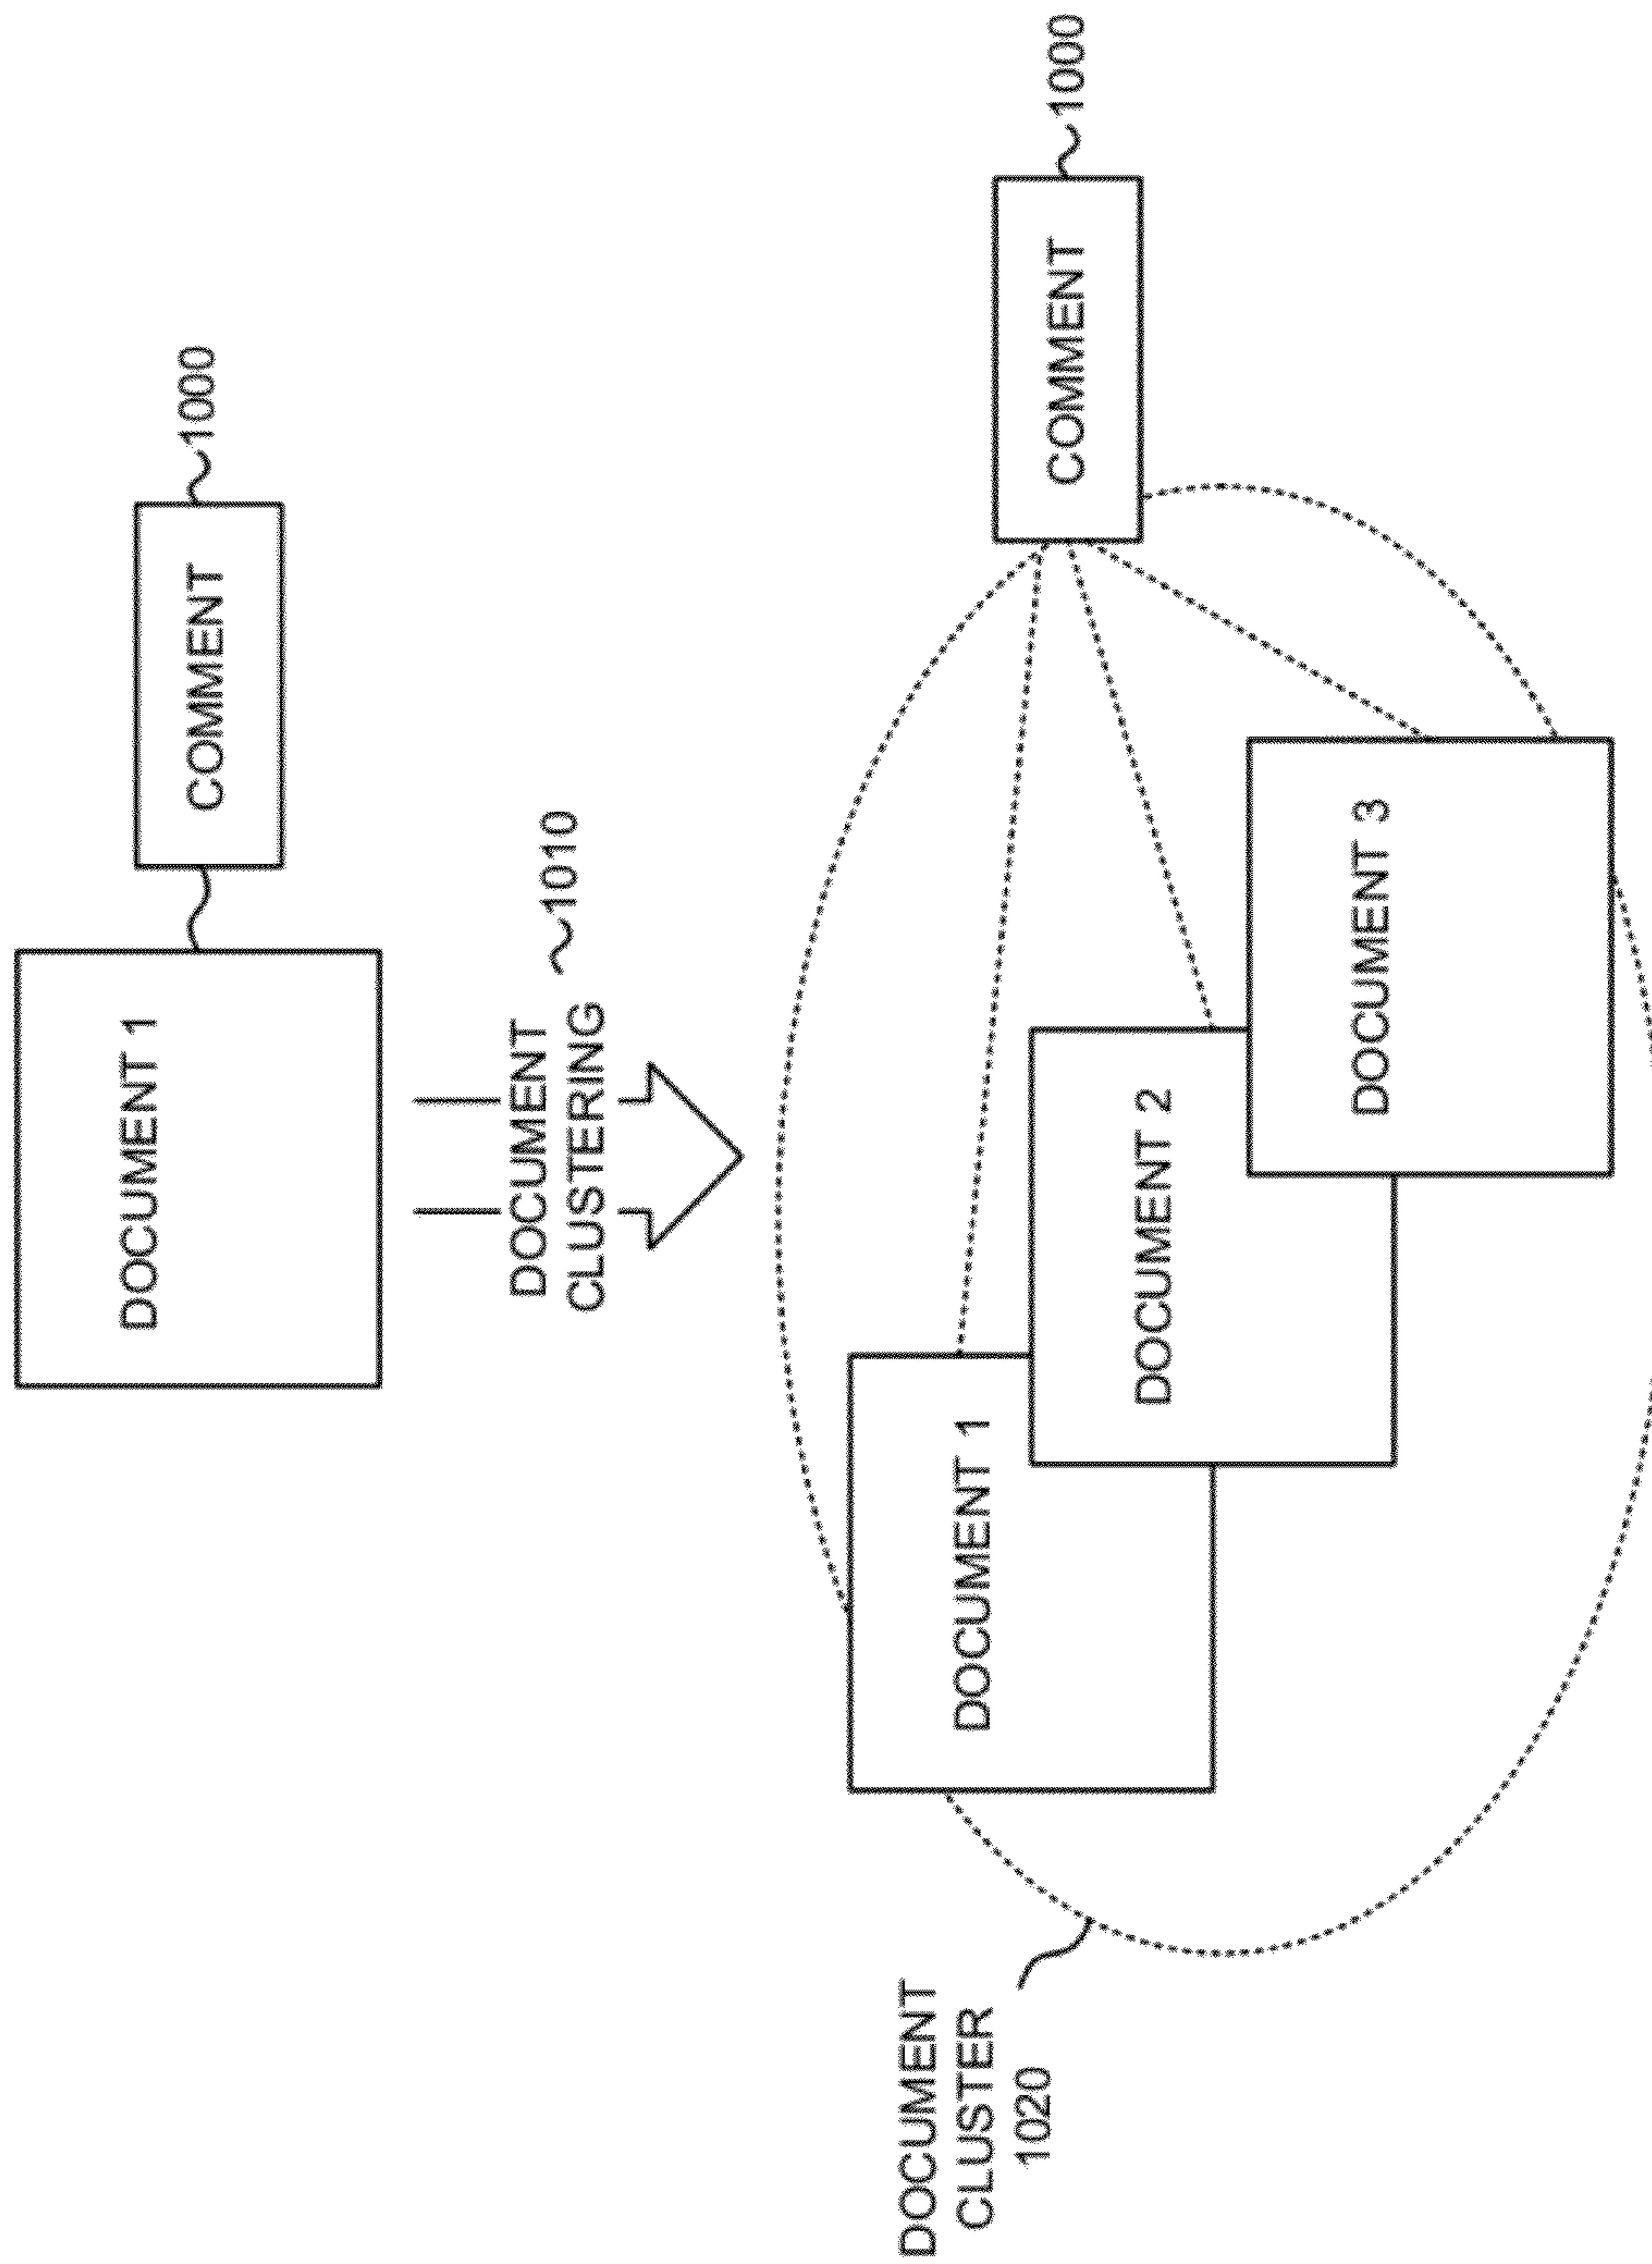 DOCUMENT 1
COMMENT
1000
DOCUMENT
CLUSTERING
1010
DOCUMENT
CLUSTER
1020
DOCUMENT 1
DOCUMENT 2
DOCUMENT 3
COMMENT
1000